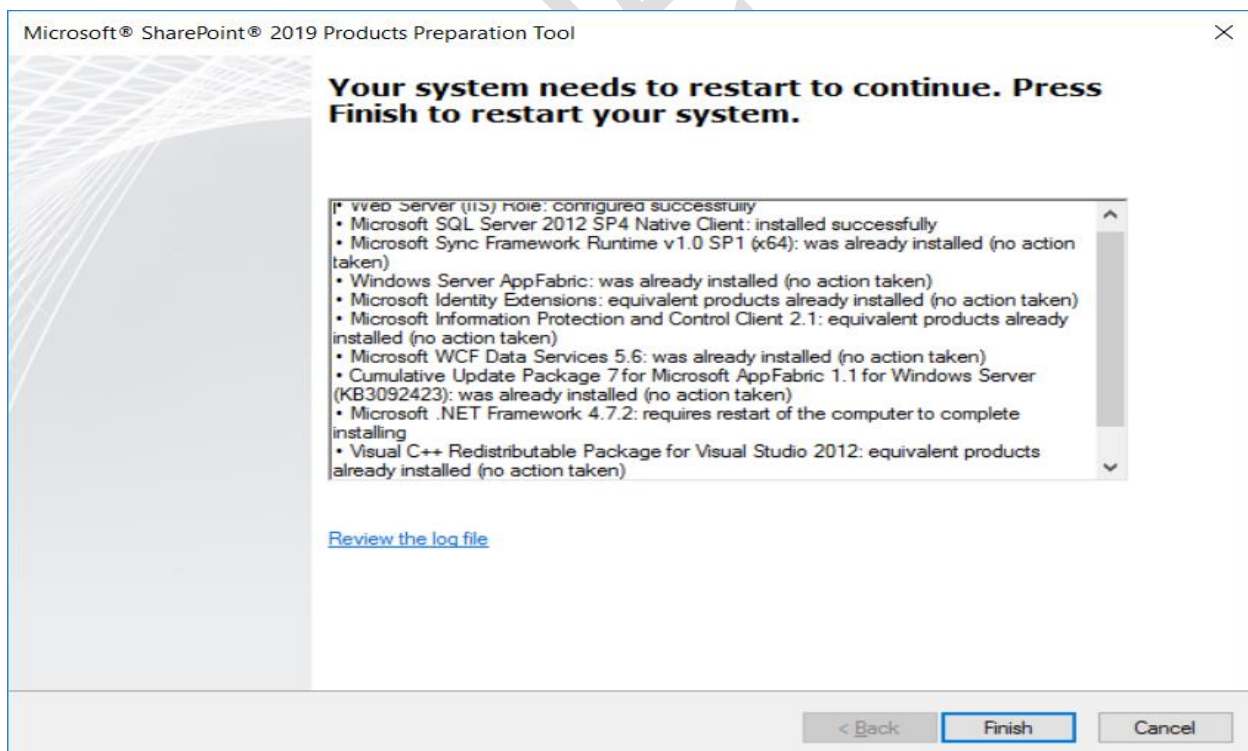 Microsoft® SharePoint® 2019 Products Preparation Tool
Your system needs to restart to continue. Press
Finish to restart your system.
• Web Server (IIS) Role: configured successfully
• Microsoft SQL Server 2012 SP4 Native Client: installed successfully
• Microsoft Sync Framework Runtime v1.0 SP1 (x64): was already installed (no action
taken)
• Windows Server AppFabric: was already installed (no action taken)
• Microsoft Identity Extensions: equivalent products already installed (no action taken)
• Microsoft Information Protection and Control Client 2.1: equivalent products already
installed (no action taken)
• Microsoft WCF Data Services 5.6: was already installed (no action taken)
• Cumulative Update Package 7 for Microsoft AppFabric 1.1 for Windows Server
(KB3092423): was already installed (no action taken)
• Microsoft .NET Framework 4.7.2: requires restart of the computer to complete
installing
• Visual C++ Redistributable Package for Visual Studio 2012: equivalent products
already installed (no action taken)
Review the log file
< Back
Finish
Cancel